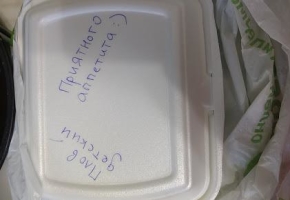 Приятного
аппетита:)
Плов
детский